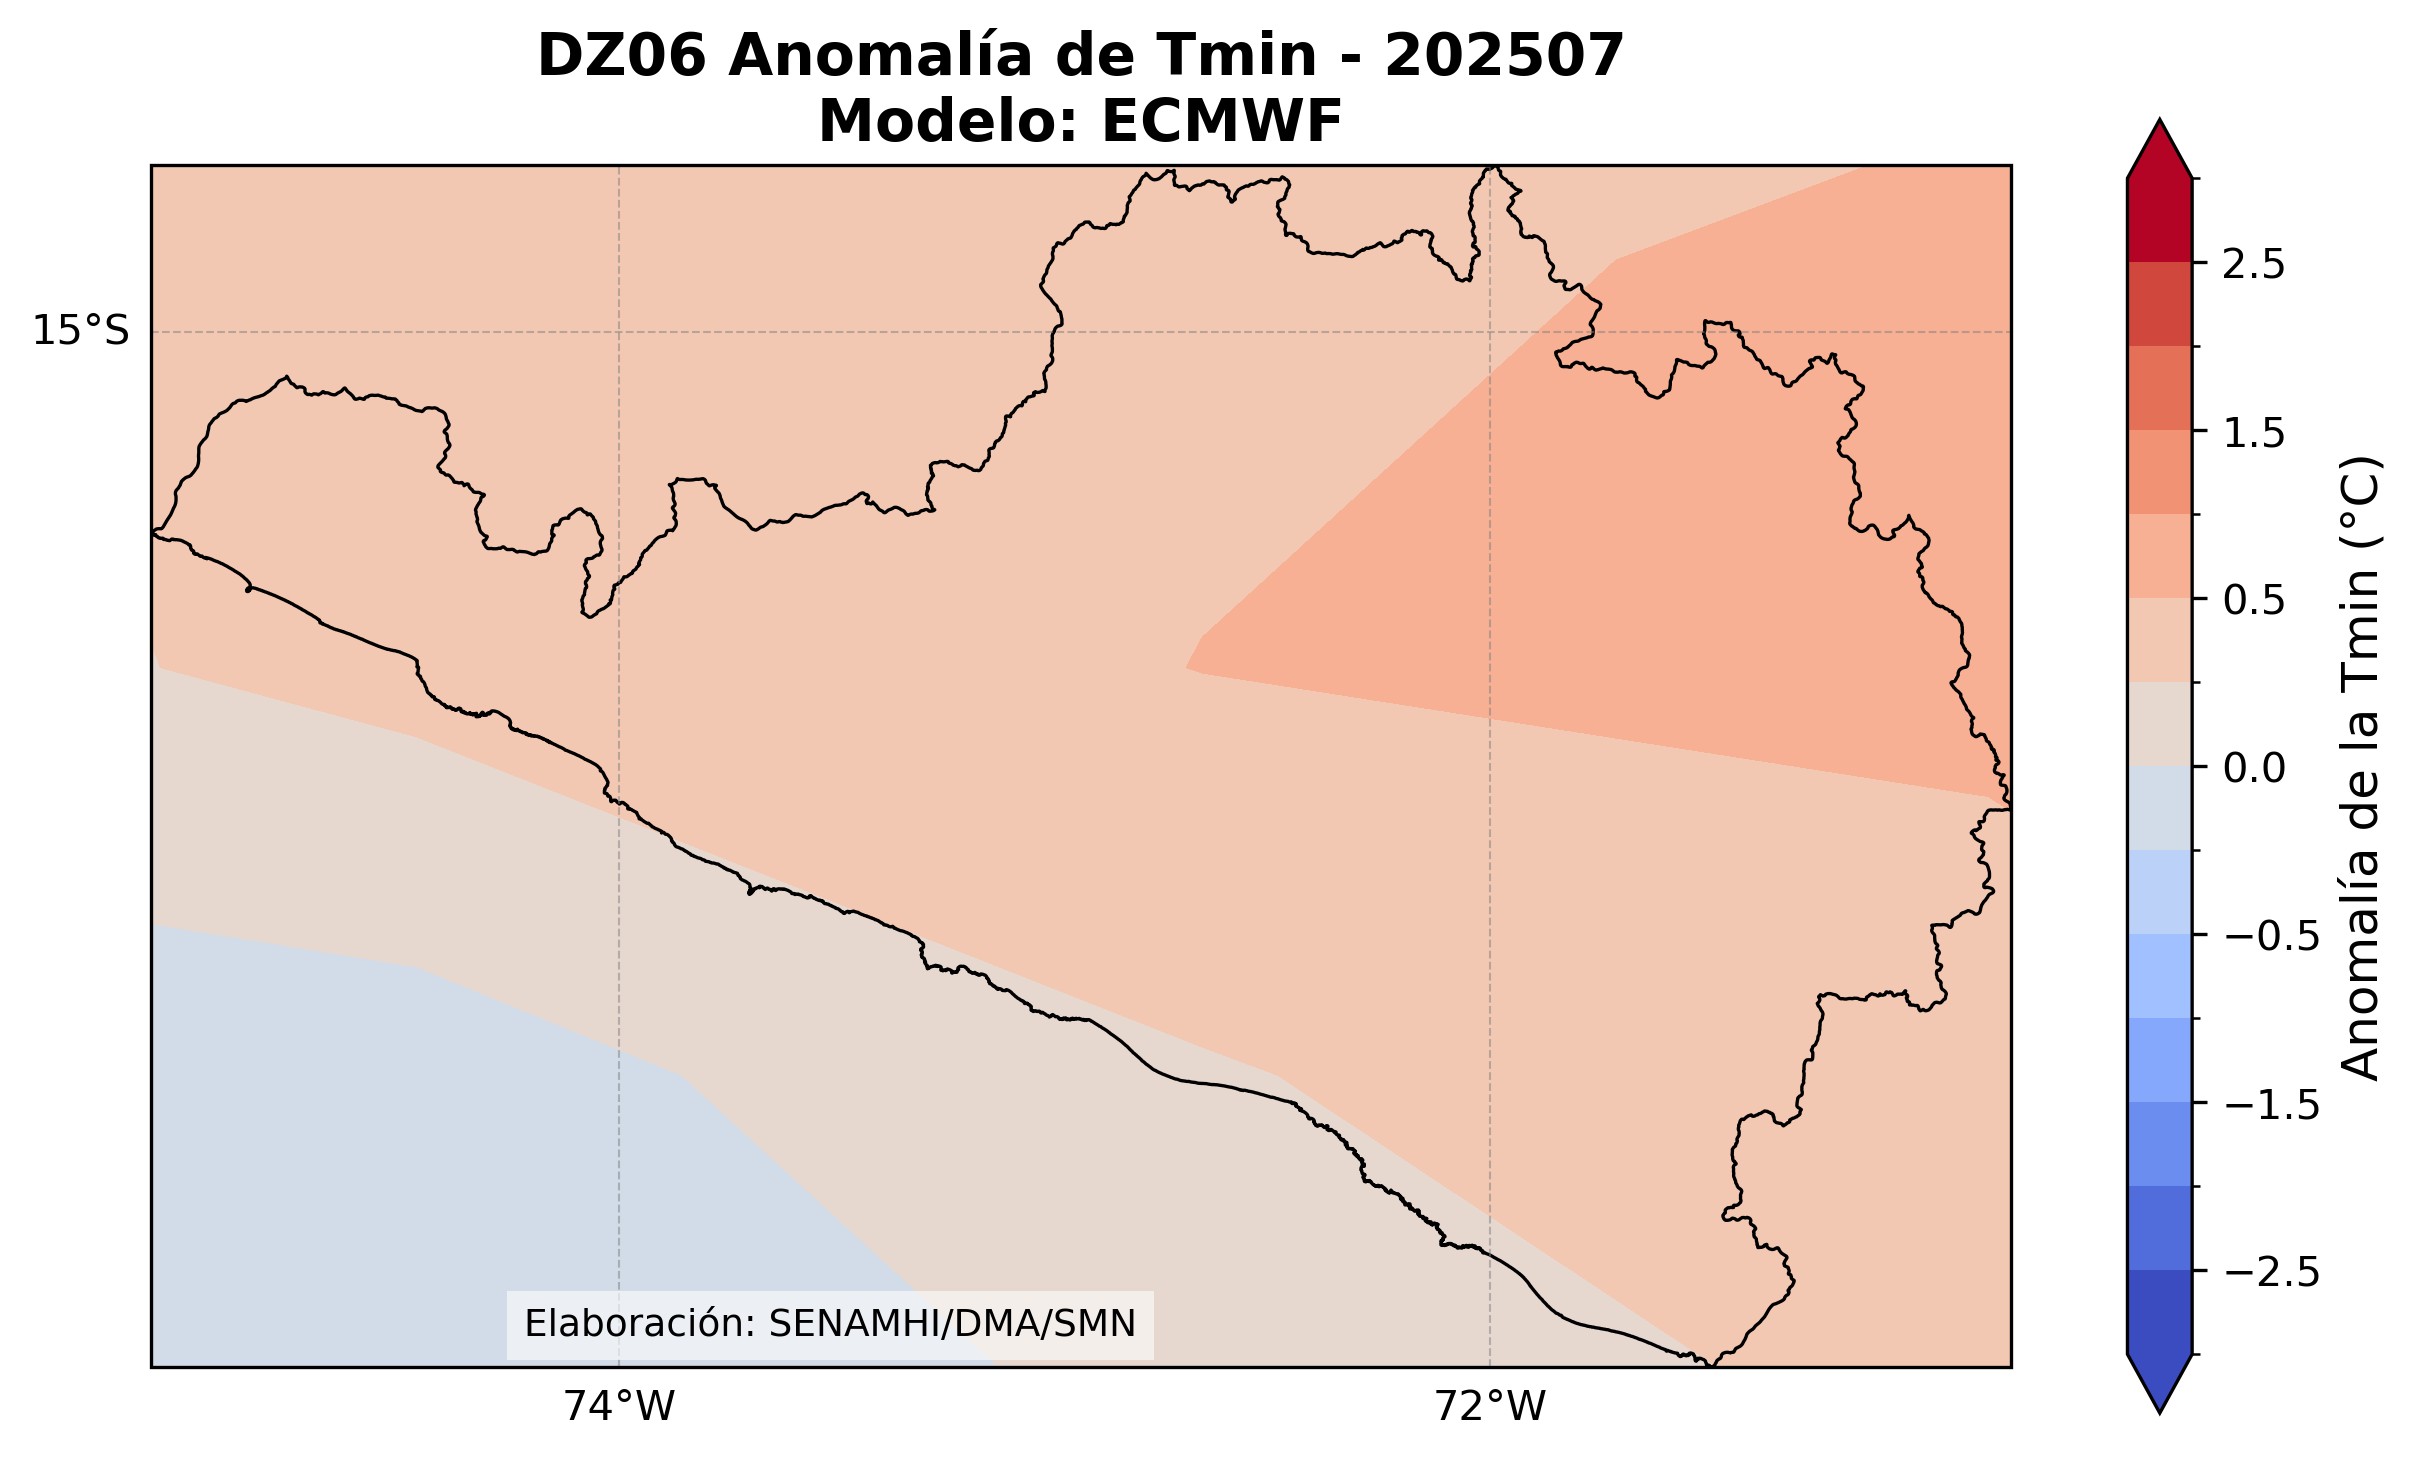 DZ06 Anomalía de Tmin - 202507
Modelo: ECMWF
15°S
74°W
72°W
Elaboración: SENAMHI/DMA/SMN
2.5
1.5
0.5
0.0
−0.5
−1.5
−2.5
Anomalía de la Tmin (°C)